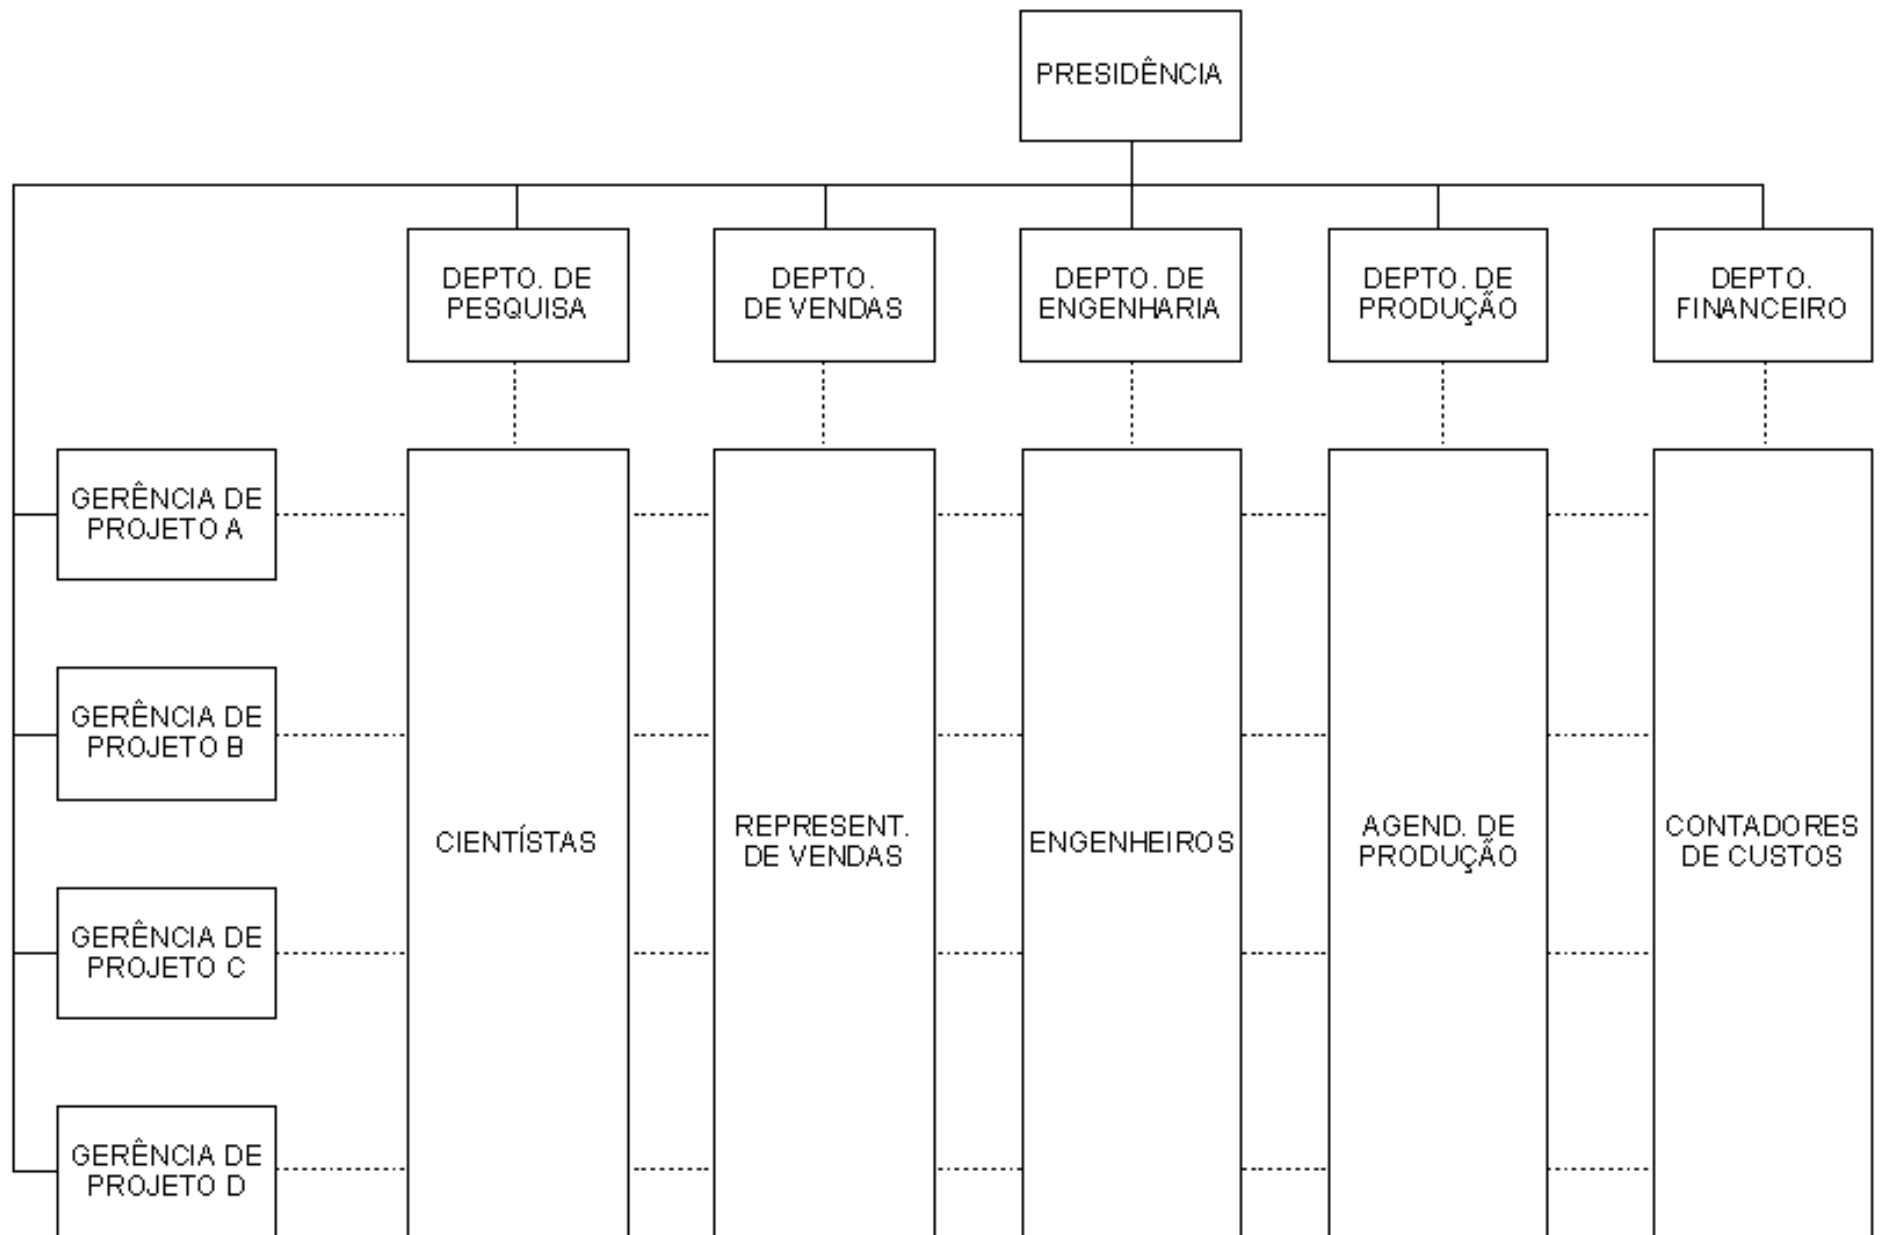 PRESIDÊNCIA
DEPTO. DE
PESQUISA
DEPTO.
DE VENDAS
DEPTO. DE
ENGENHARIA
DEPTO. DE
PRODUÇÃO
DEPTO.
FINANCEIRO
GERÊNCIA DE
PROJETO A
GERÊNCIA DE
PROJETO B
GERÊNCIA DE
PROJETO C
GERÊNCIA DE
PROJETO D
CIENTÍSTAS
REPRESENT.
DE VENDAS
ENGENHEIROS
AGEND. DE
PRODUÇÃO
CONTADORES
DE CUSTOS